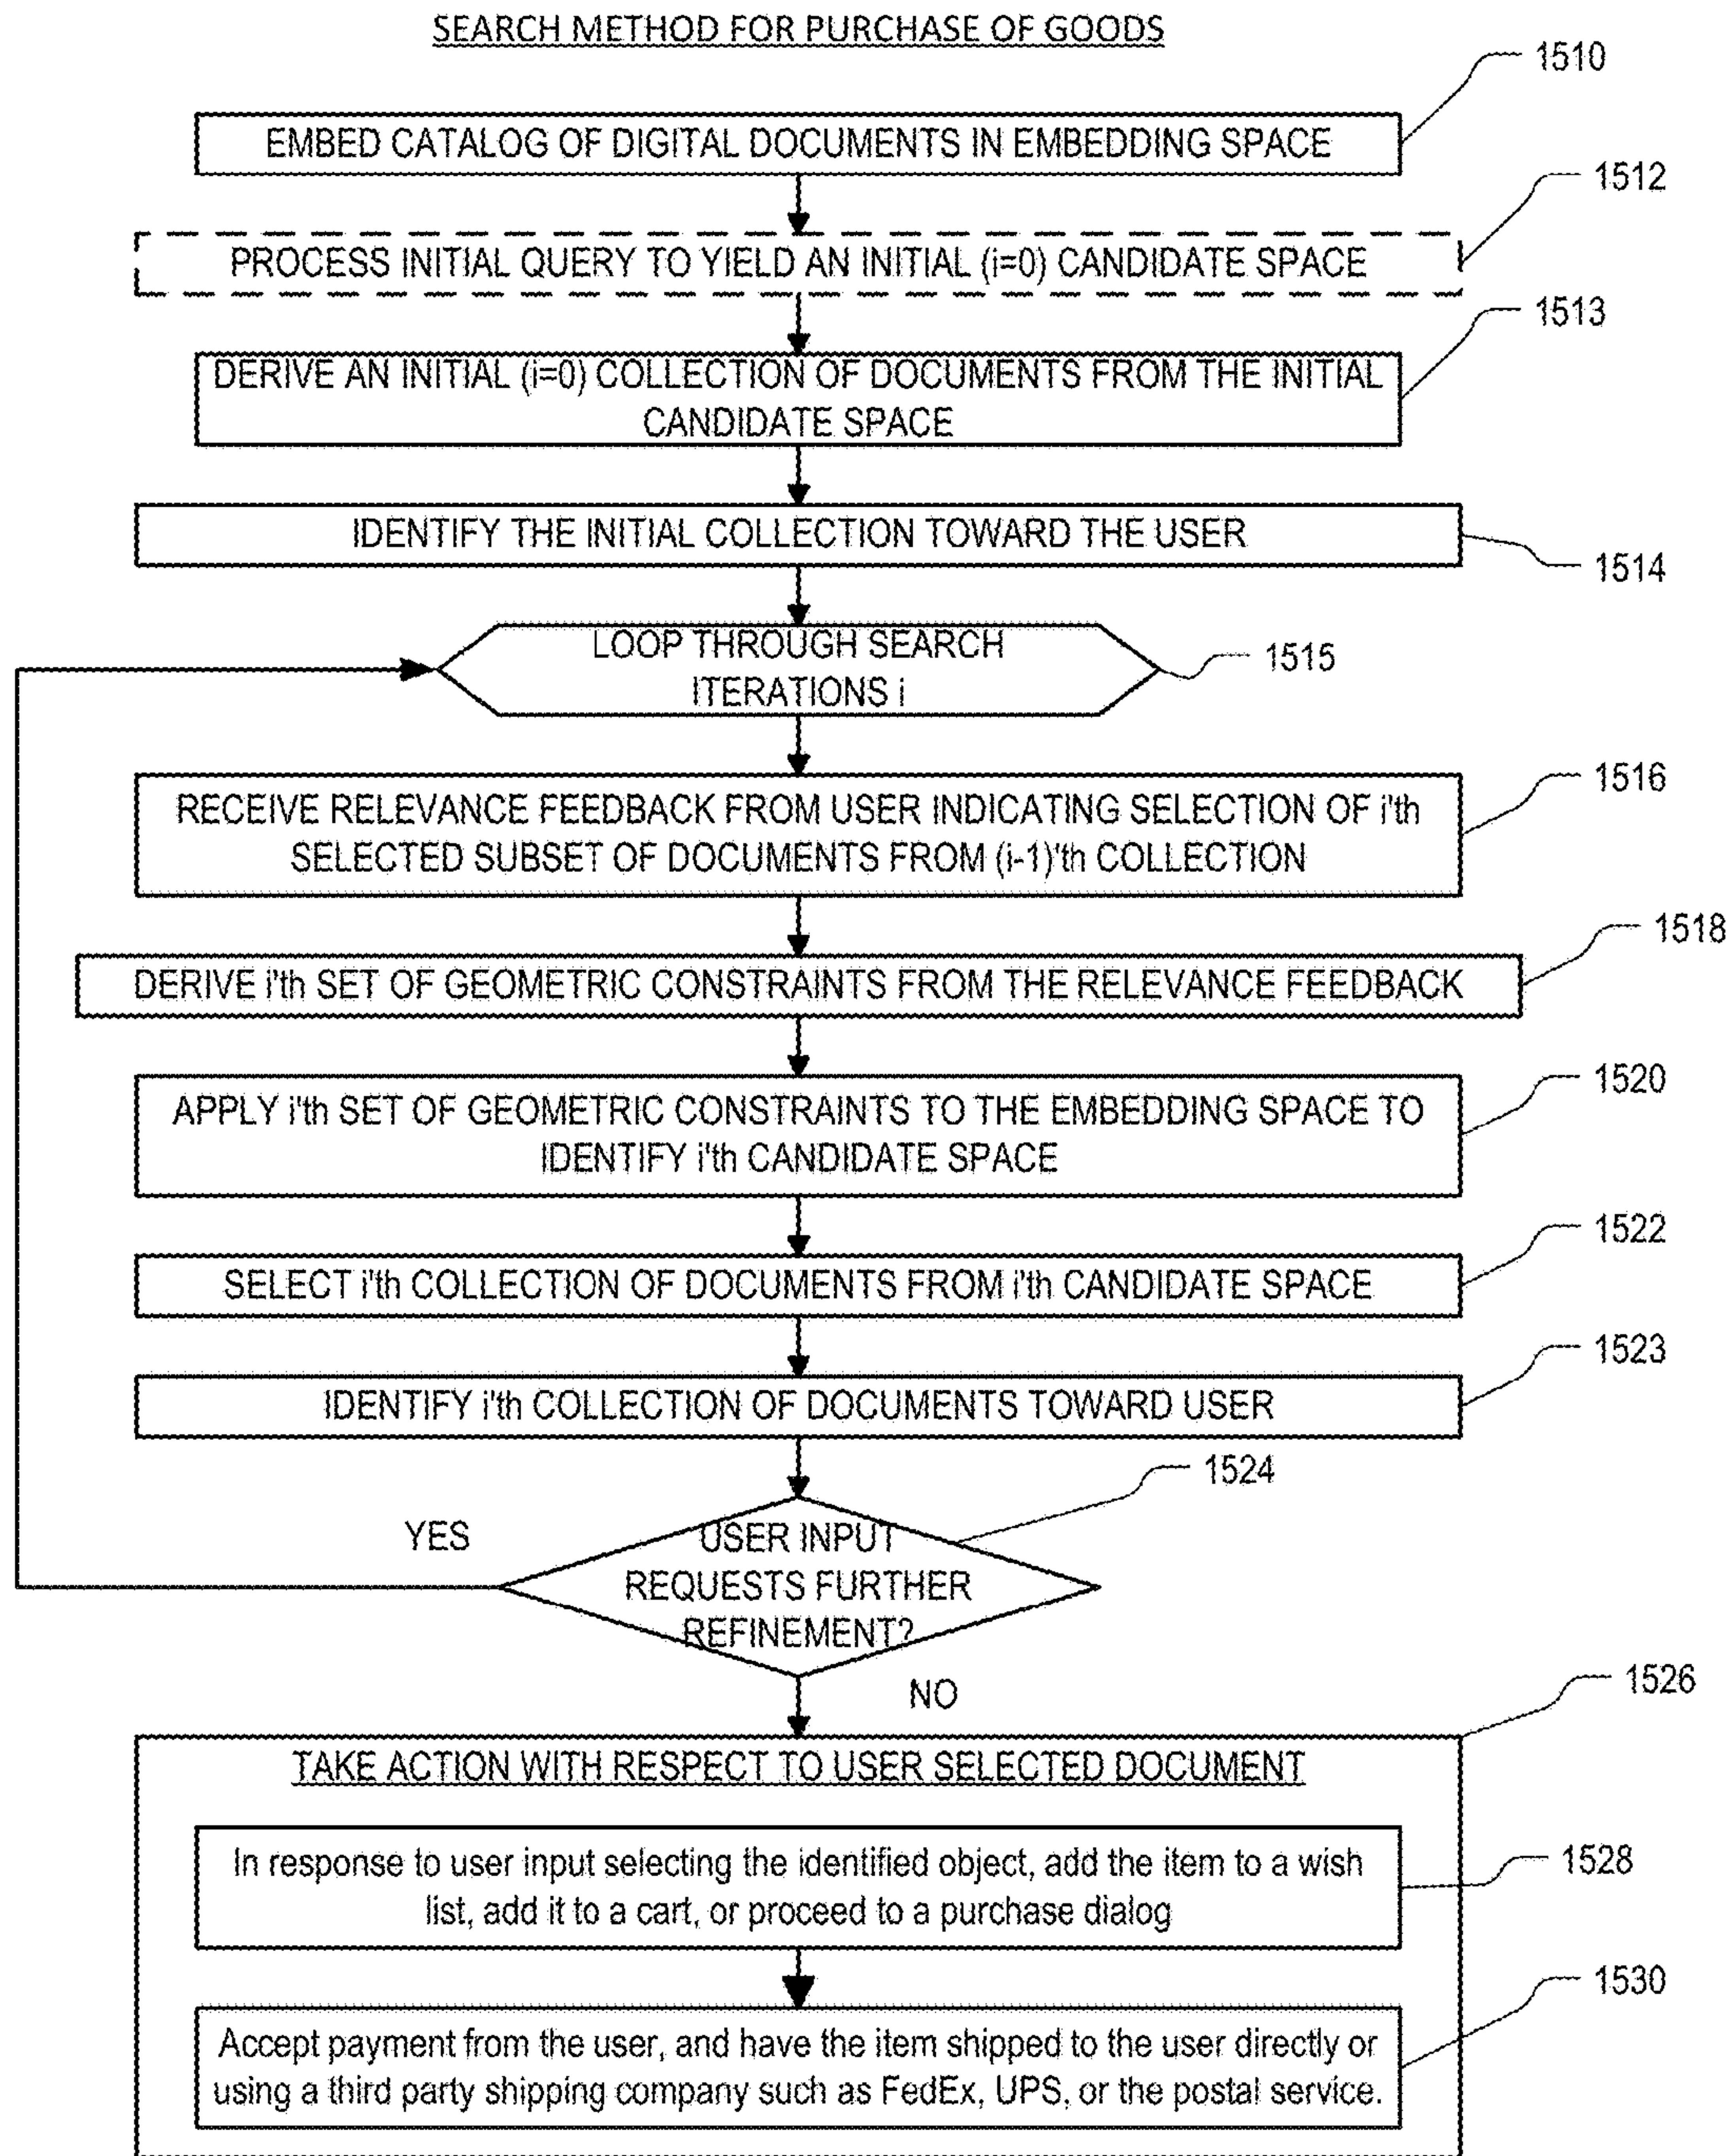 SEARCH METHOD FOR PURCHASE OF GOODS
1510
EMBED CATALOG OF DIGITAL DOCUMENTS IN EMBEDDING SPACE
1512
PROCESS INITIAL QUERY TO YIELD AN INITIAL (i=0) CANDIDATE SPACE
1513
DERIVE AN INITIAL (i=0) COLLECTION OF DOCUMENTS FROM THE INITIAL
CANDIDATE SPACE
IDENTIFY THE INITIAL COLLECTION TOWARD THE USER
1514
LOOP THROUGH SEARCH
ITERATIONS i
1515
1516
RECEIVE RELEVANCE FEEDBACK FROM USER INDICATING SELECTION OF i'th
SELECTED SUBSET OF DOCUMENTS FROM (i-1)'th COLLECTION
1518
DERIVE i'th SET OF GEOMETRIC CONSTRAINTS FROM THE RELEVANCE FEEDBACK
1520
APPLY i'th SET OF GEOMETRIC CONSTRAINTS TO THE EMBEDDING SPACE TO
IDENTIFY i'th CANDIDATE SPACE
1522
SELECT i'th COLLECTION OF DOCUMENTS FROM i'th CANDIDATE SPACE
1523
IDENTIFY i'th COLLECTION OF DOCUMENTS TOWARD USER
1524
YES
USER INPUT
REQUESTS FURTHER
REFINEMENT?
NO
1526
TAKE ACTION WITH RESPECT TO USER SELECTED DOCUMENT
In response to user input selecting the identified object, add the item to a wish
list, add it to a cart, or proceed to a purchase dialog
1528
1530
Accept payment from the user, and have the item shipped to the user directly or
using a third party shipping company such as FedEx, UPS, or the postal service.